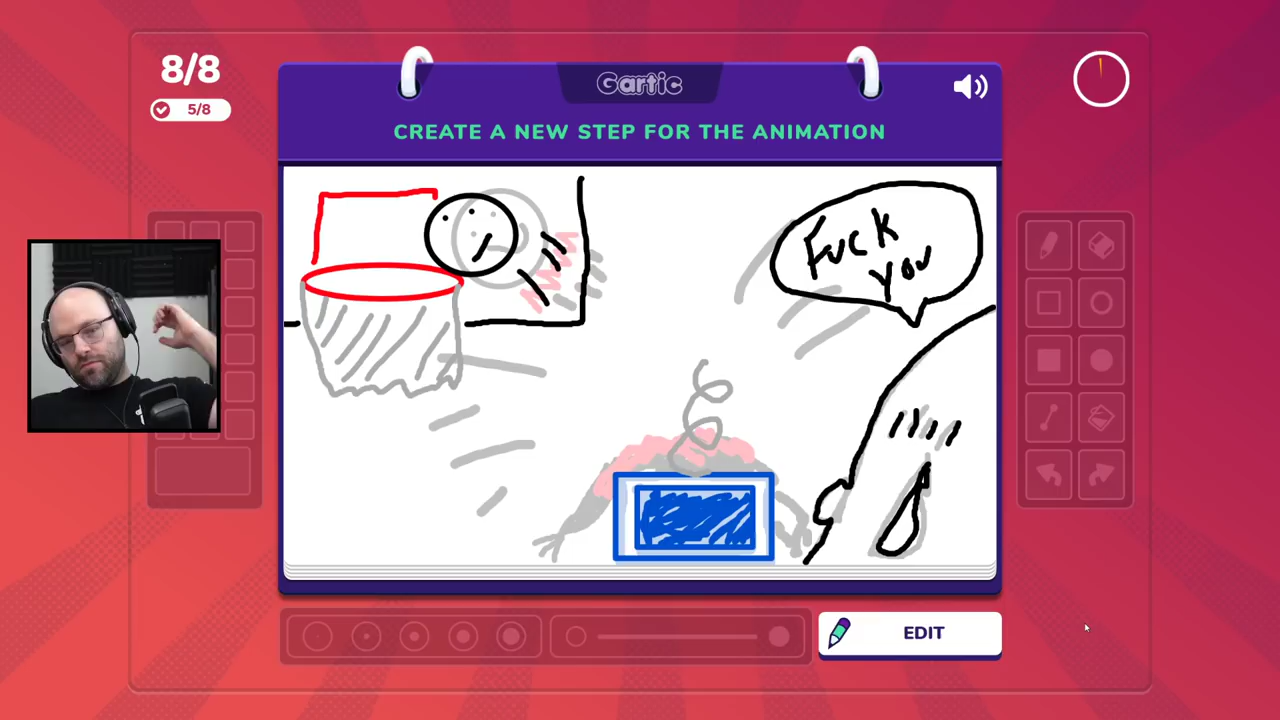 8/8
5/8
Gartic
CREATE A NEW STEP FOR THE ANIMATION
FUCK
YOU
EDIT